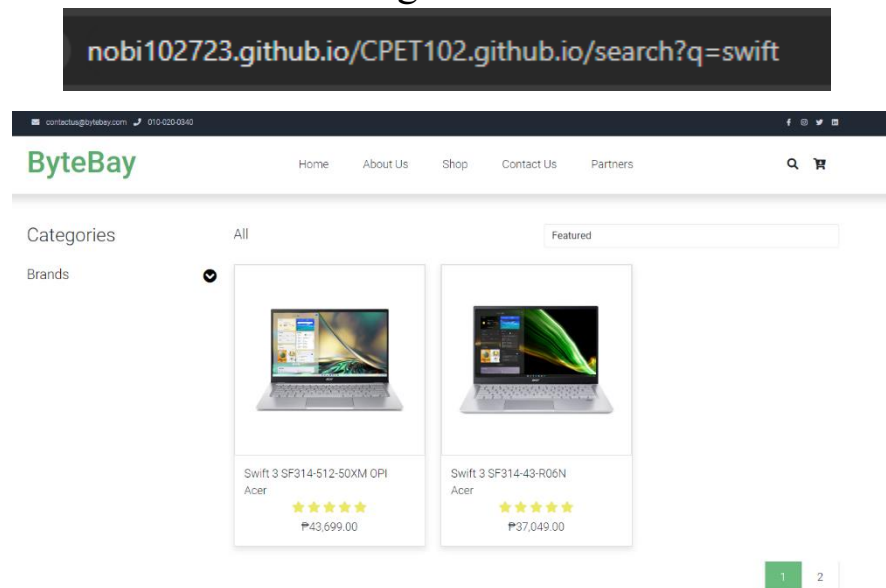 nobi102723.github.io/CPET102.github.io/search?q=swift
contactus@bytebay.com 010-020-0340
ByteBay
Home About Us Shop Contact Us Partners
Categories
All
Featured
Brands
Swift 3 SF314-512-50XM OPI
Acer
₱43,699.00
Swift 3 SF314-43-R06N
Acer
₱37,049.00
1 2